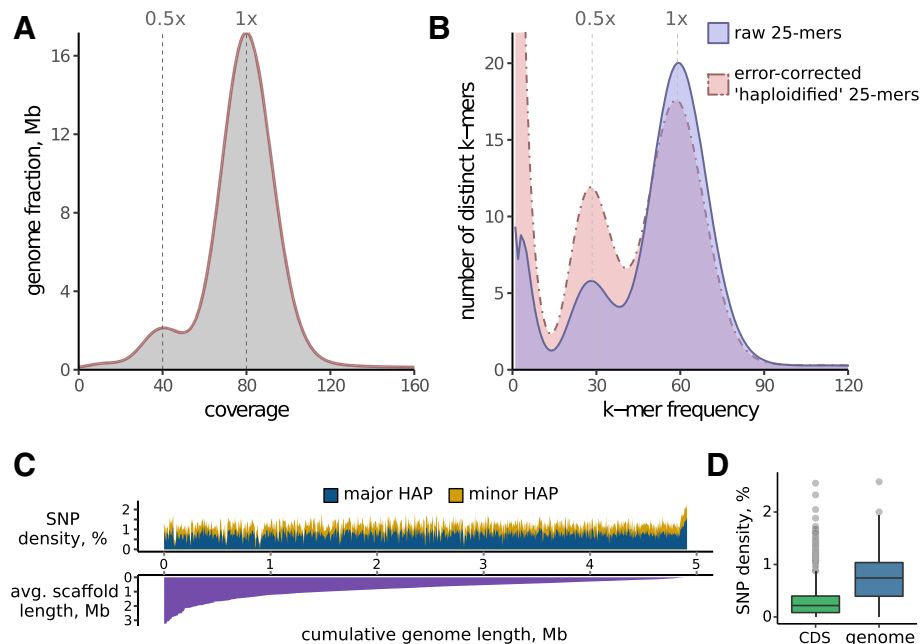 A
0.5x
1x
genome fraction, Mb
16
12
8
4
0
0
40
80
120
160
coverage
B
0.5x
1x
raw 25-mers
error-corrected
'haploidified' 25-mers
number of distinct k−mers
20
15
10
5
0
0
30
60
90
120
k−mer frequency
C
major HAP
minor HAP
SNP
density, %
2
1
0
0
1
2
3
4
5
avg. scaffold
length, Mb
0
1
2
3
cumulative genome length, Mb
D
SNP density, %
2
1
0
CDS
genome